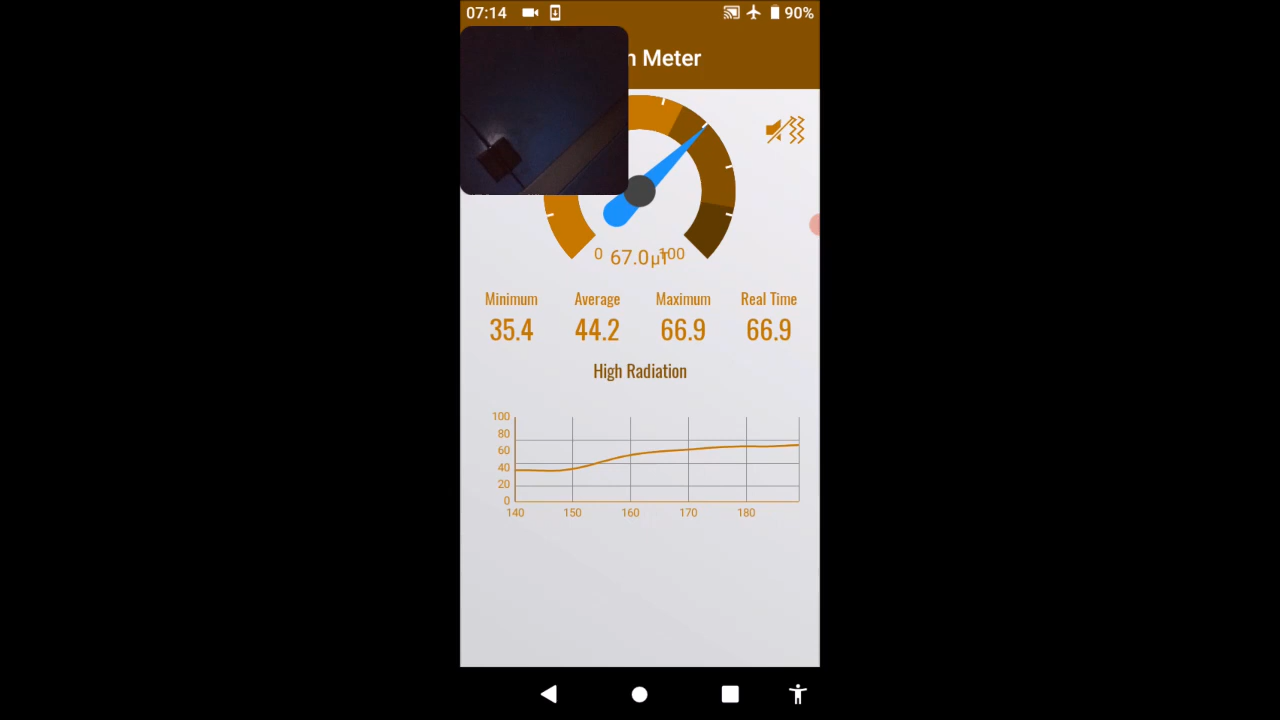 07:14 90%
Meter
0 67.0µT 100
Minimum Average Maximum Real Time
35.4 44.2 66.9 66.9
High Radiation
100
80
60
40
20
0
140 150 160 170 180